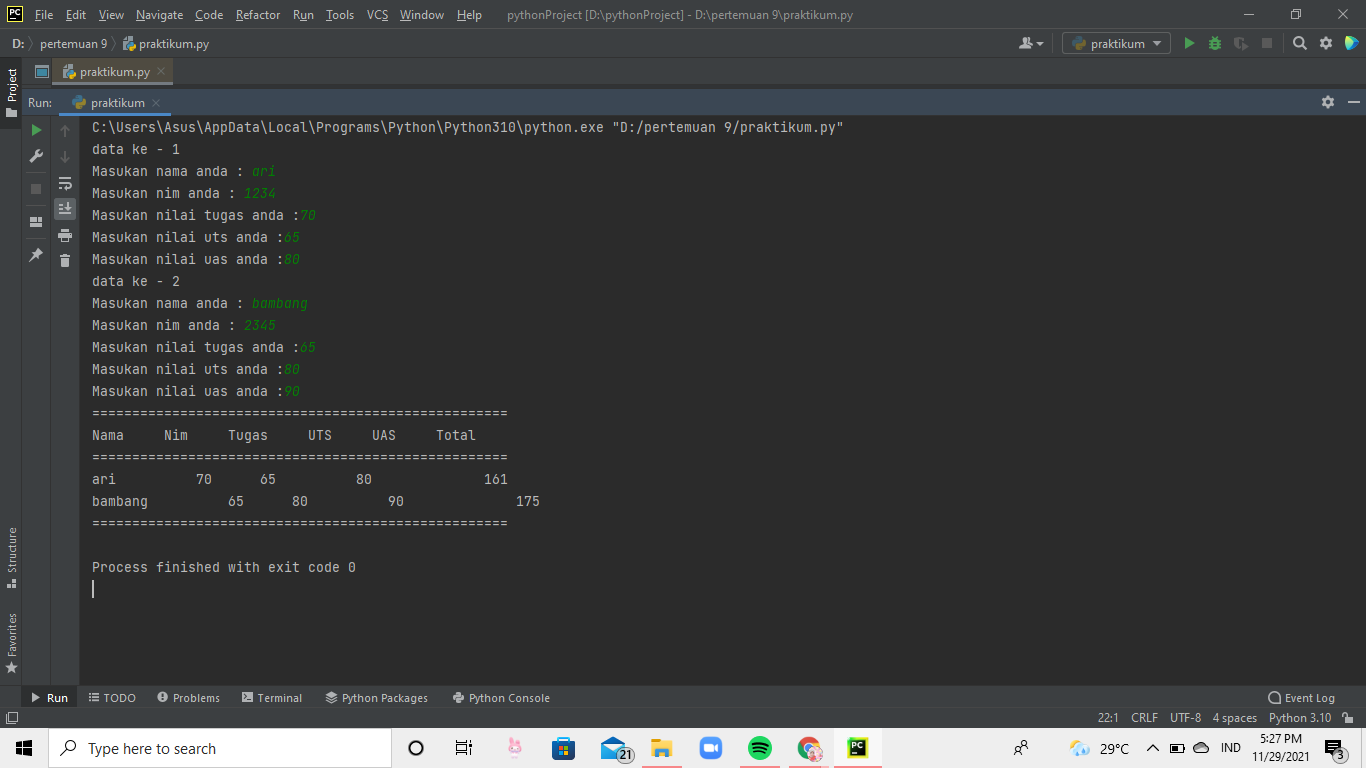 PC File Edit View Navigate Code Refactor Run Tools VCS Window Help pythonProject [D:\pythonProject] - D:\pertemuan 9\praktikum.py
D: pertemuan 9 praktikum.py praktikum
Project praktikum.py
Run: praktikum
C:\Users\Asus\AppData\Local\Programs\Python\Python310\python.exe "D:/pertemuan 9/praktikum.py"
data ke - 1
Masukan nama anda : ari
Masukan nim anda : 1234
Masukan nilai tugas anda :70
Masukan nilai uts anda :65
Masukan nilai uas anda :80
data ke - 2
Masukan nama anda : bambang
Masukan nim anda : 2345
Masukan nilai tugas anda :65
Masukan nilai uts anda :80
Masukan nilai uas anda :90
====================================================
Nama     Nim     Tugas     UTS     UAS     Total
====================================================
ari          70      65          80              161
bambang          65      80          90              175
====================================================
Process finished with exit code 0
Structure
Favorites
Run TODO Problems Terminal Python Packages Python Console Event Log
22:1 CRLF UTF-8 4 spaces Python 3.10
Type here to search 21 PC 29°C IND 5:27 PM
11/29/2021 3